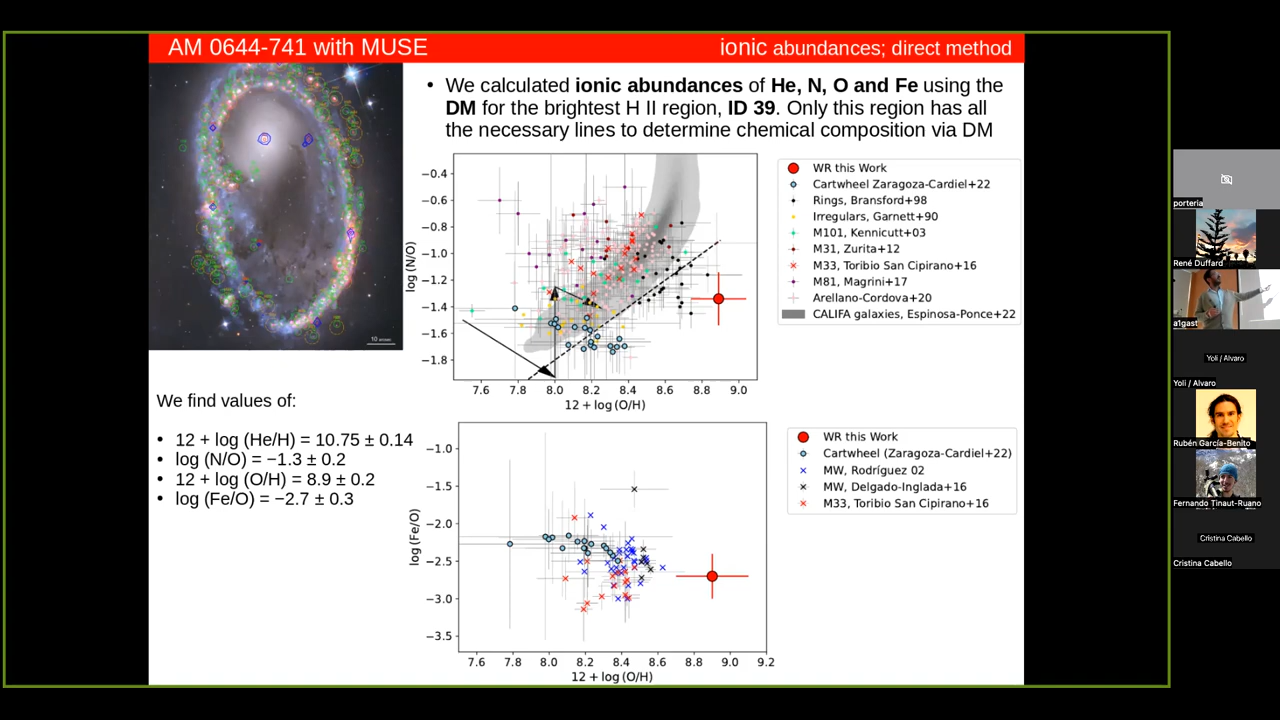 AM 0644-741 with MUSE
ionic abundances; direct method
• We calculated ionic abundances of He, N, O and Fe using the
DM for the brightest H II region, ID 39. Only this region has all
the necessary lines to determine chemical composition via DM
10 arcsec
−0.4
−0.6
−0.8
−1.0
−1.2
−1.4
−1.6
−1.8
log (N/O)
7.6 7.8 8.0 8.2 8.4 8.6 8.8 9.0
12 + log (O/H)
WR this Work
Cartwheel Zaragoza-Cardiel+22
Rings, Bransford+98
Irregulars, Garnett+90
M101, Kennicutt+03
M31, Zurita+12
M33, Toribio San Cipirano+16
M81, Magrini+17
Arellano-Cordova+20
CALIFA galaxies, Espinosa-Ponce+22
We find values of:
• 12 + log (He/H) = 10.75 ± 0.14
• log (N/O) = −1.3 ± 0.2
• 12 + log (O/H) = 8.9 ± 0.2
• log (Fe/O) = −2.7 ± 0.3
−1.0
−1.5
−2.0
−2.5
−3.0
−3.5
log (Fe/O)
7.6 7.8 8.0 8.2 8.4 8.6 8.8 9.0 9.2
12 + log (O/H)
WR this Work
Cartwheel (Zaragoza-Cardiel+22)
MW, Rodríguez 02
MW, Delgado-Inglada+16
M33, Toribio San Cipirano+16
porteria
René Duffard
a1gast
Yoli / Alvaro
Yoli / Alvaro
Rubén García-Benito
Fernando Tinaut-Ruano
Cristina Cabello
Cristina Cabello